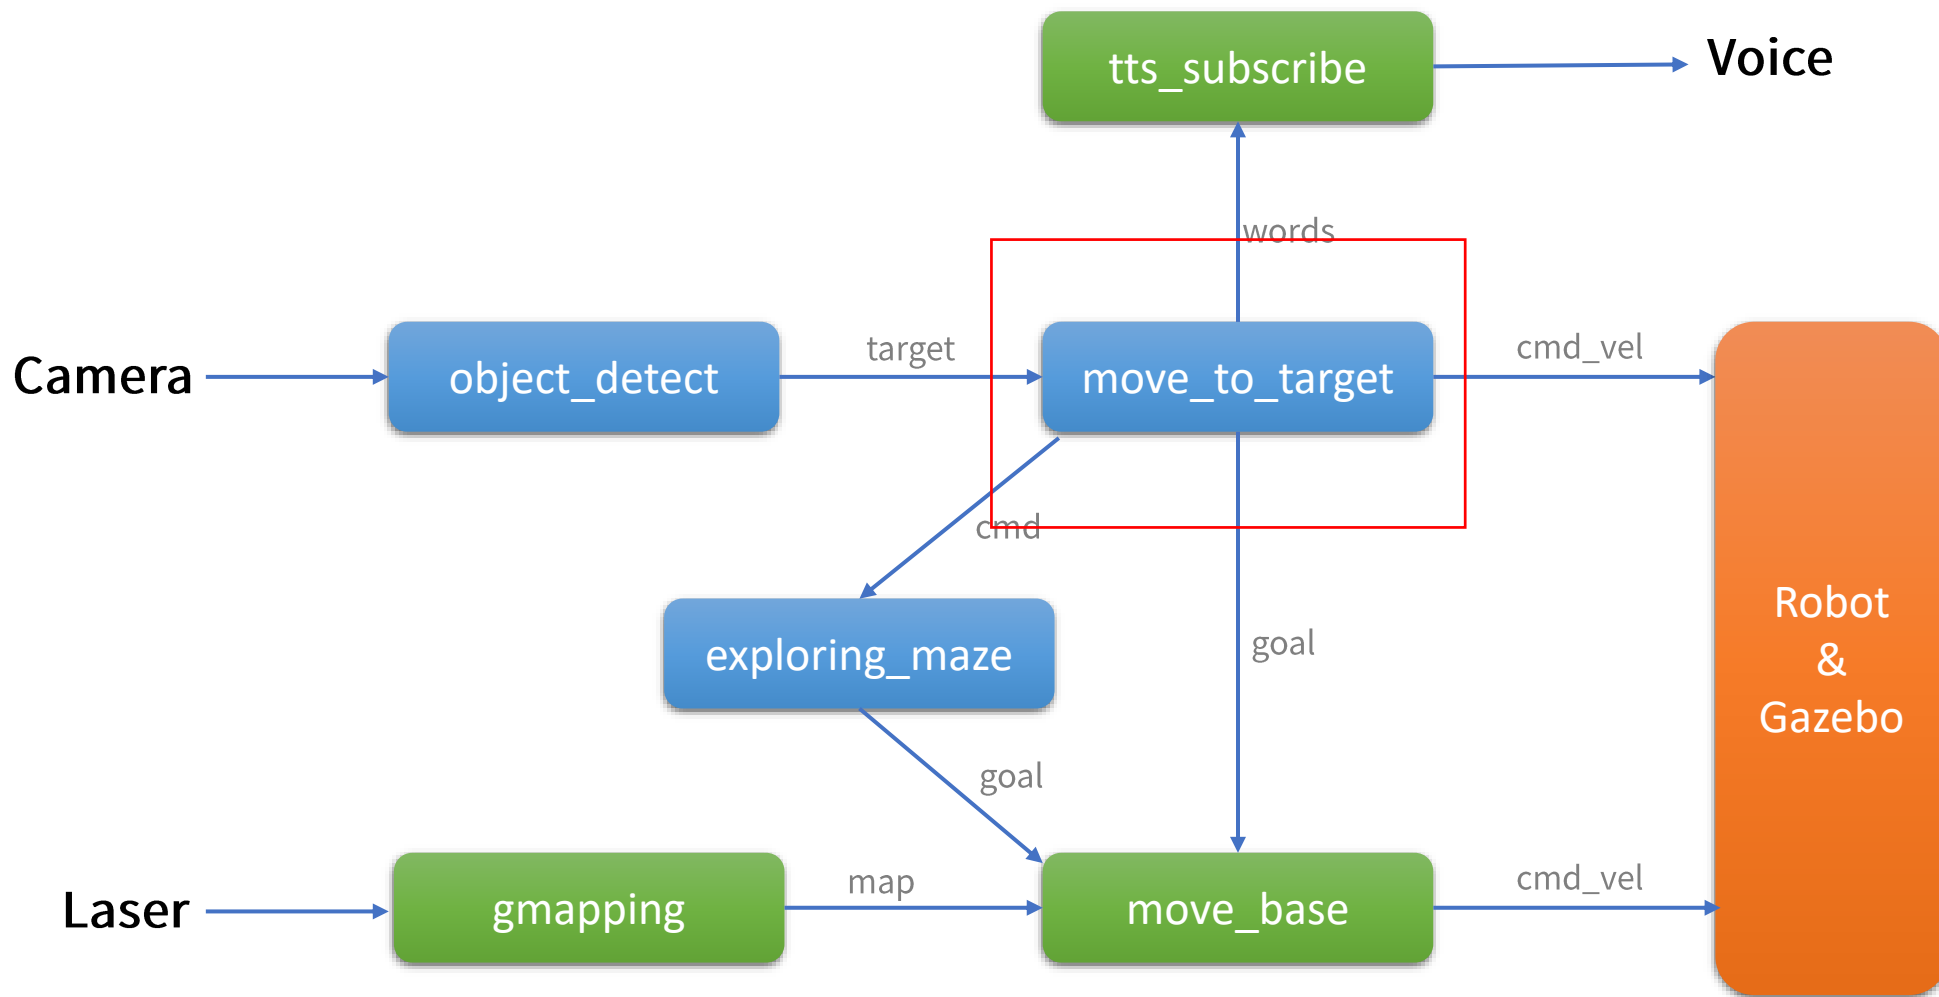 tts_subscribe
Voice
words
Camera
object_detect
target
move_to_target
cmd_vel
cmd
exploring_maze
goal
goal
Robot
&
Gazebo
Laser
gmapping
map
move_base
cmd_vel